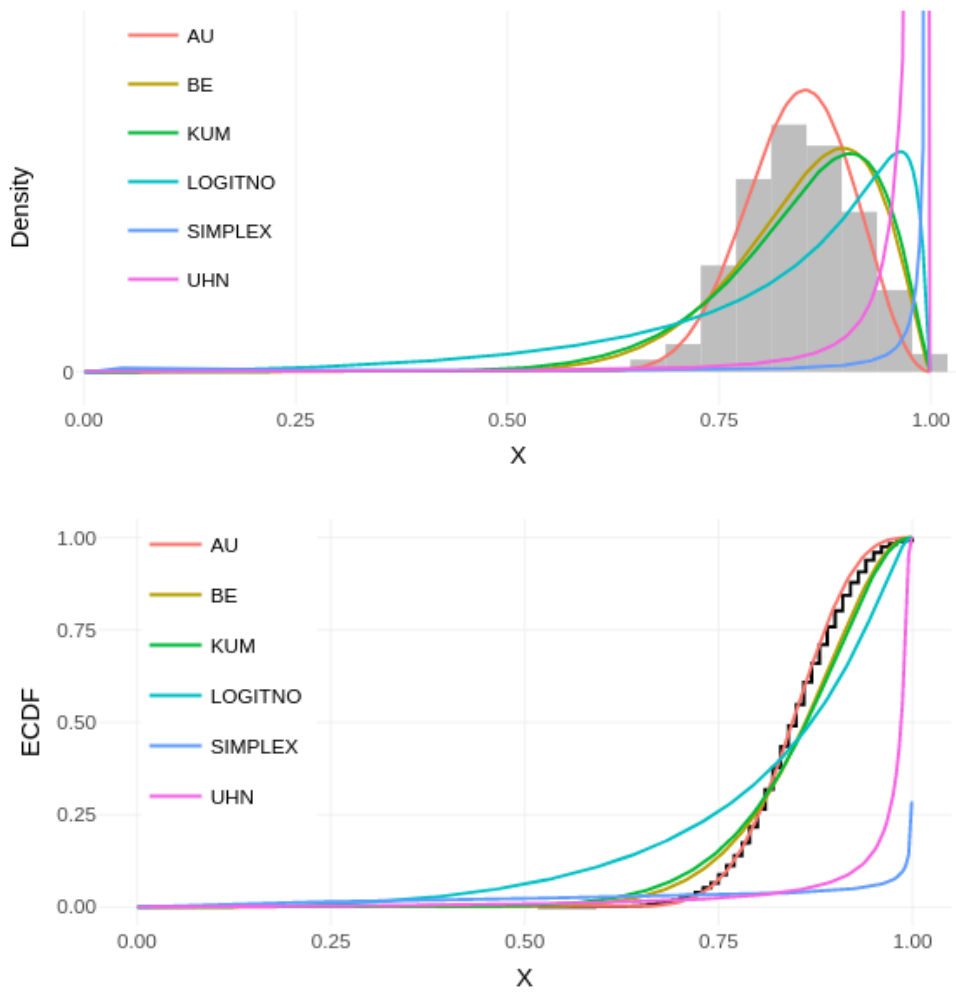 AU
BE
KUM
LOGITNO
SIMPLEX
UHN
Density
0
0.00 0.25 0.50 0.75 1.00
X
1.00
0.75
0.50
0.25
0.00
AU
BE
KUM
LOGITNO
SIMPLEX
UHN
ECDF
0.00 0.25 0.50 0.75 1.00
X